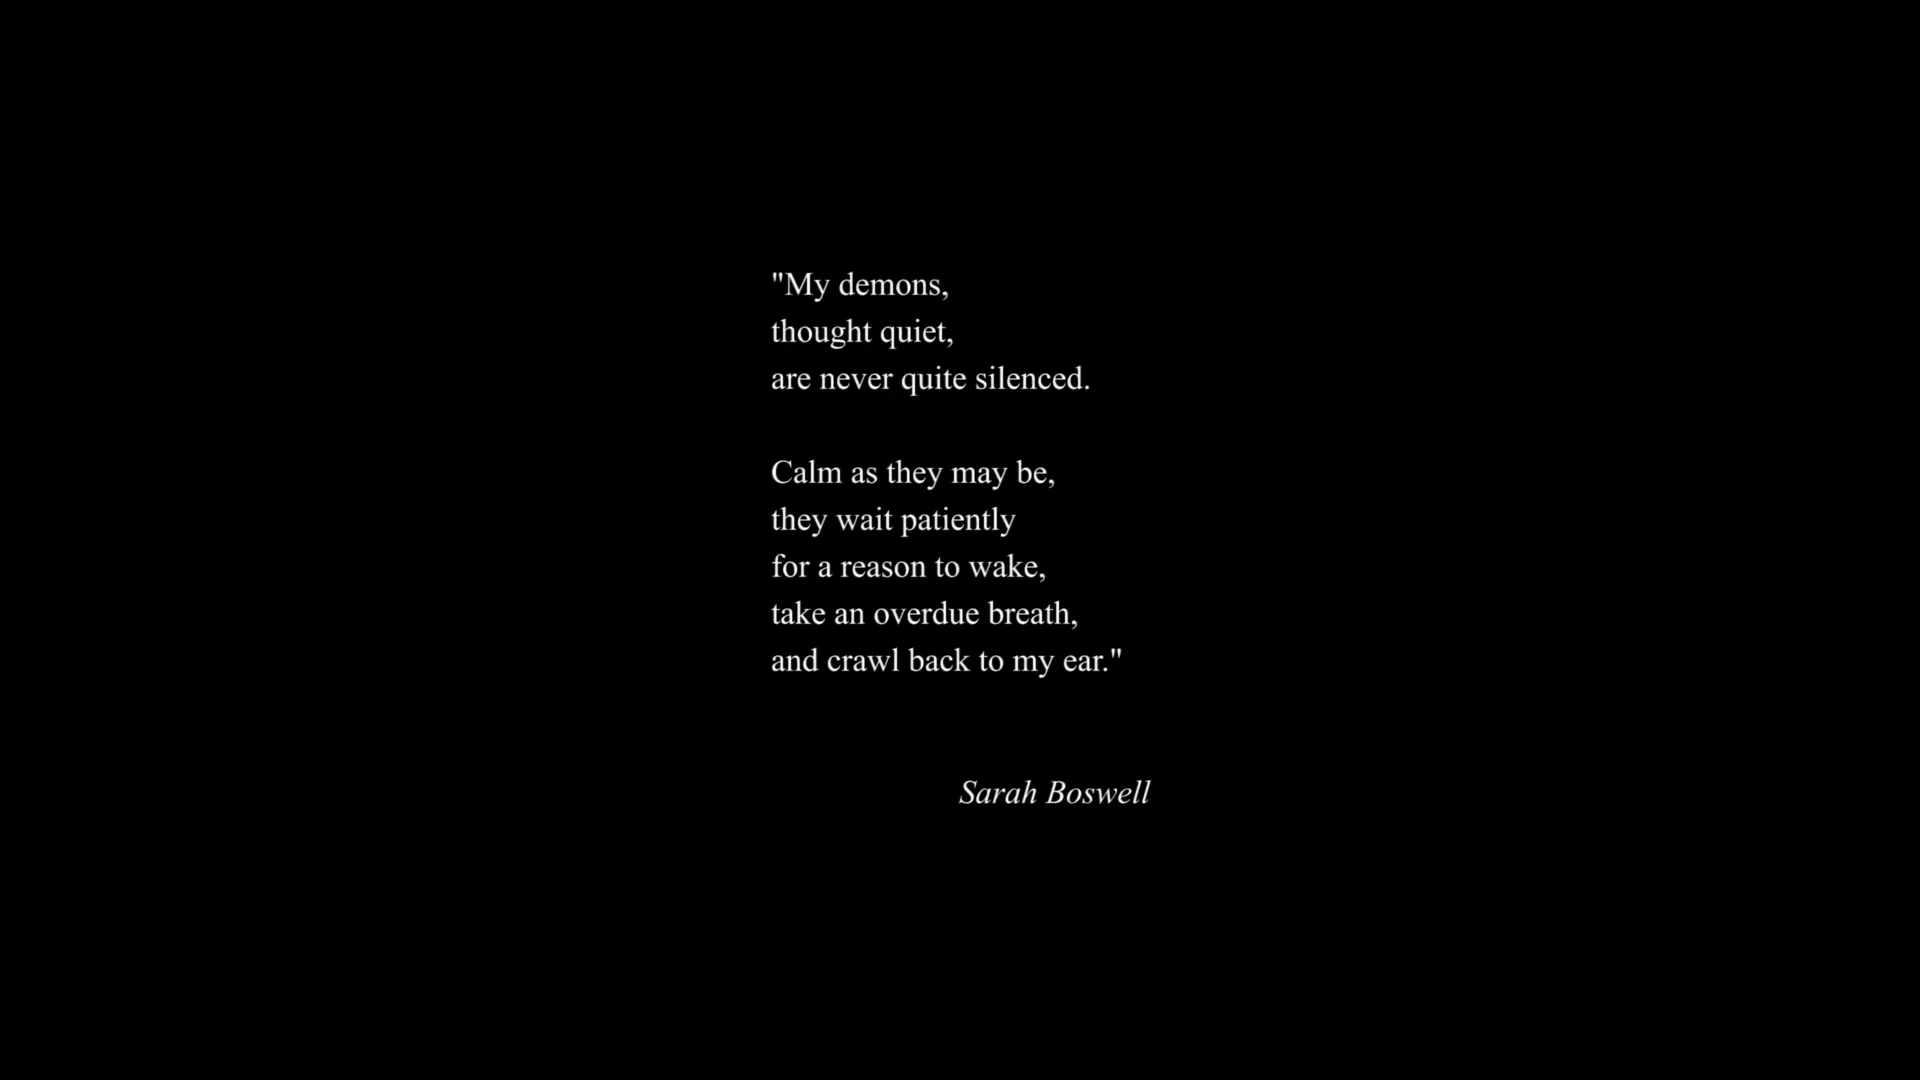 "My demons,
thought quiet,
are never quite silenced.
Calm as they may be,
they wait patiently
for a reason to wake,
take an overdue breath,
and crawl back to my ear."
Sarah Boswell